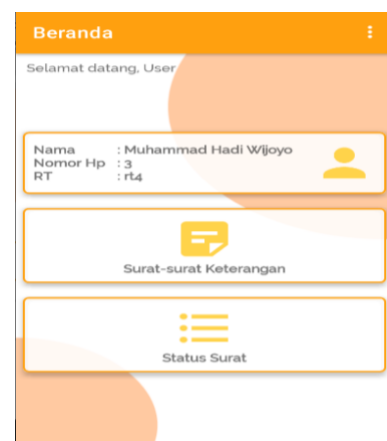 Beranda
Selamat datang, User
Nama : Muhammad Hadi Wijoyo
Nomor Hp : 3
RT : rt4
Surat-surat Keterangan
Status Surat